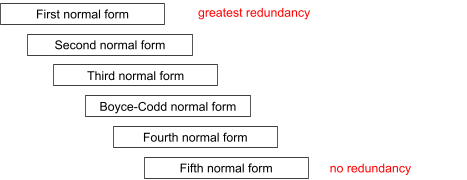 First normal form
greatest redundancy
Second normal form
Third normal form
Boyce-Codd normal form
Fourth normal form
Fifth normal form
no redundancy